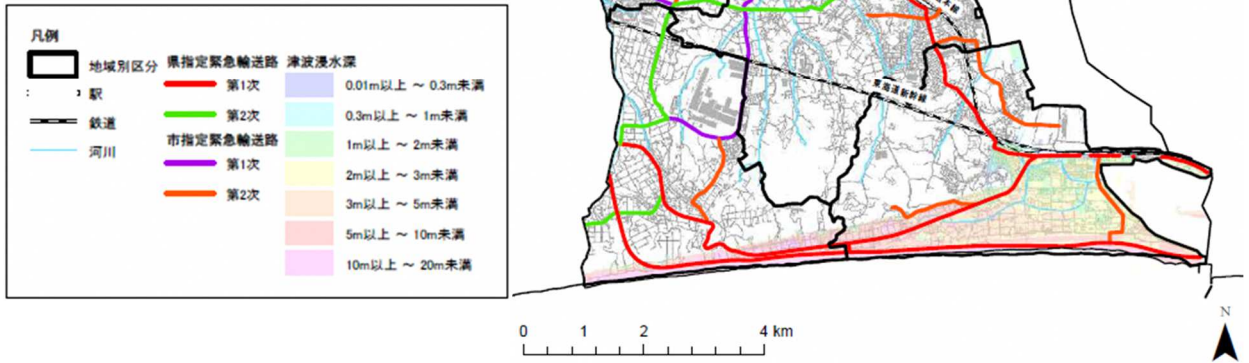 凡例
地域別区分
駅
鉄道
河川
県指定緊急輸送路
第1次
第2次
市指定緊急輸送路
第1次
第2次
津波浸水深
0.01m以上 ～ 0.3m未満
0.3m以上 ～ 1m未満
1m以上 ～ 2m未満
2m以上 ～ 3m未満
3m以上 ～ 5m未満
5m以上 ～ 10m未満
10m以上 ～ 20m未満
本線
東海道新幹線
0 1 2 4 km
N